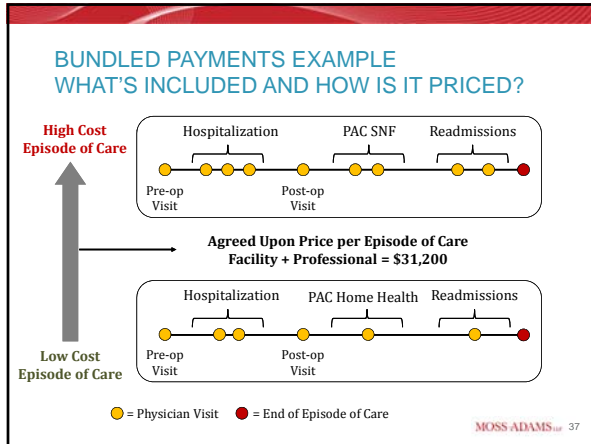 BUNDLED PAYMENTS EXAMPLE
WHAT'S INCLUDED AND HOW IS IT PRICED?
High Cost
Episode of Care
Hospitalization
PAC SNF
Readmissions
Pre-op
Visit
Post-op
Visit
Agreed Upon Price per Episode of Care
Facility + Professional = $31,200
Hospitalization
PAC Home Health
Readmissions
Pre-op
Visit
Post-op
Visit
Low Cost
Episode of Care
= Physician Visit
= End of Episode of Care
MOSS ADAMS LLP 37